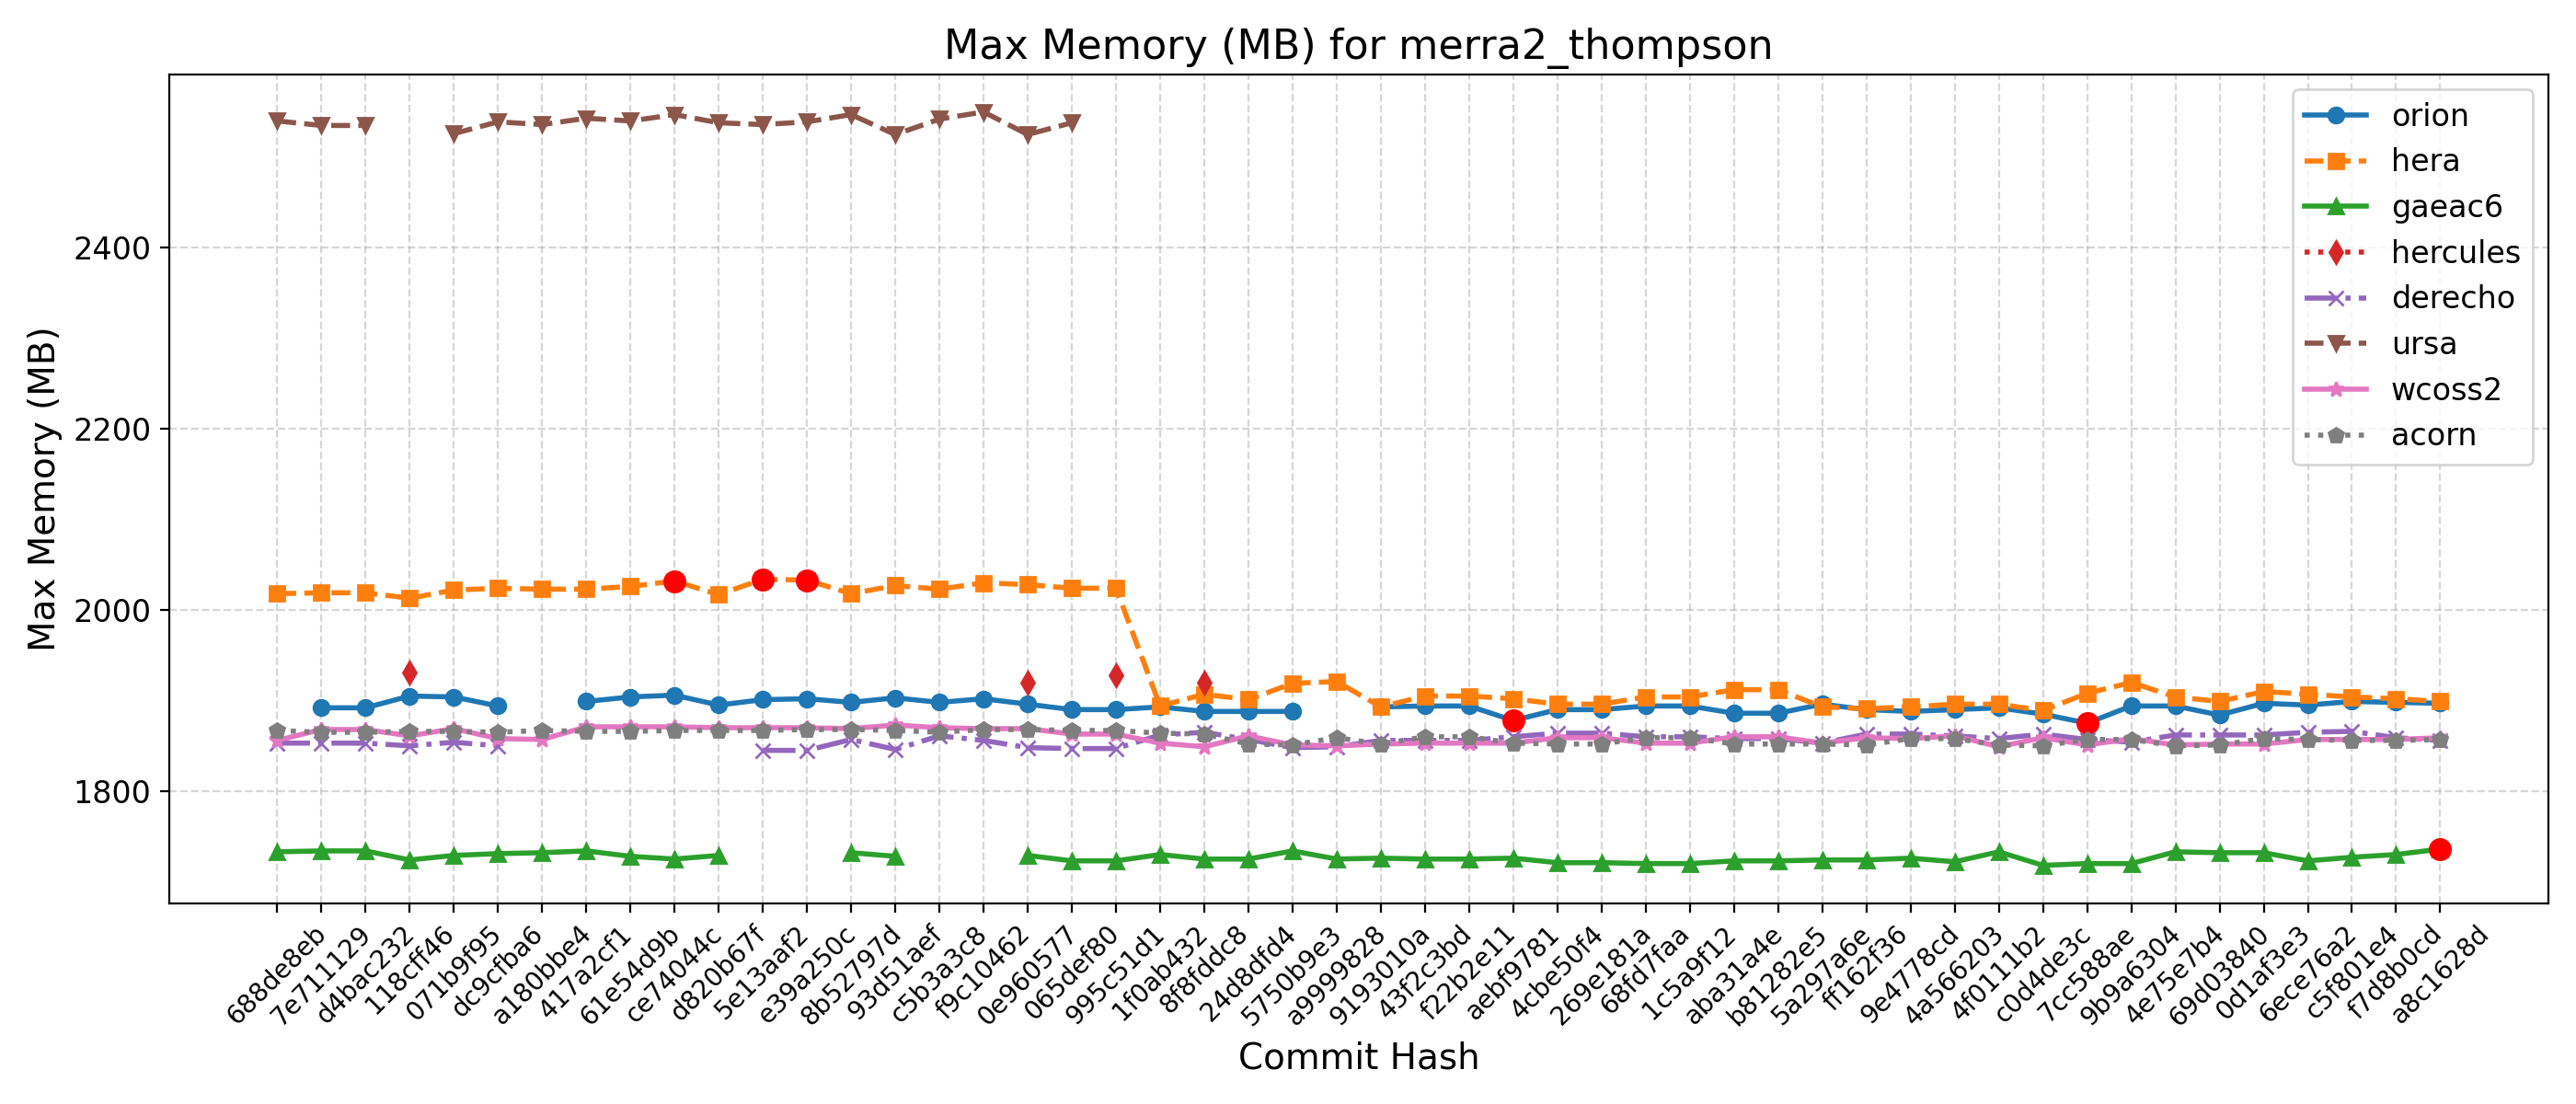 Max Memory (MB) for merra2_thompson
Max Memory (MB)
2400
2200
2000
1800
orion
hera
gaeac6
hercules
derecho
ursa
wcoss2
acorn
688de8eb
7e711129
d4bac232
118cff46
071b9f95
dc9cfba6
a180bbe4
417a2cf1
61e54d9b
ce74044c
d820b67f
5e13aaf2
e39a250c
8b52797d
93d51aef
c5b3a3c8
f9c10462
0e960577
065def80
995c51d1
1f0ab432
8f8fddc8
24d8dfd4
5750b9e3
a9999828
9193010a
43f2c3bd
f22b2e11
aebf9781
4cbe50f4
269e181a
68fd7faa
1c5a9f12
aba31a4e
b81282e5
5a297a6e
ff162f36
9e4778cd
4a566203
4f0111b2
c0d4de3c
7cc588ae
9b9a6304
4e75e7b4
69d03840
0d1af3e3
6ece76a2
c5f801e4
f7d8b0cd
a8c1628d
Commit Hash